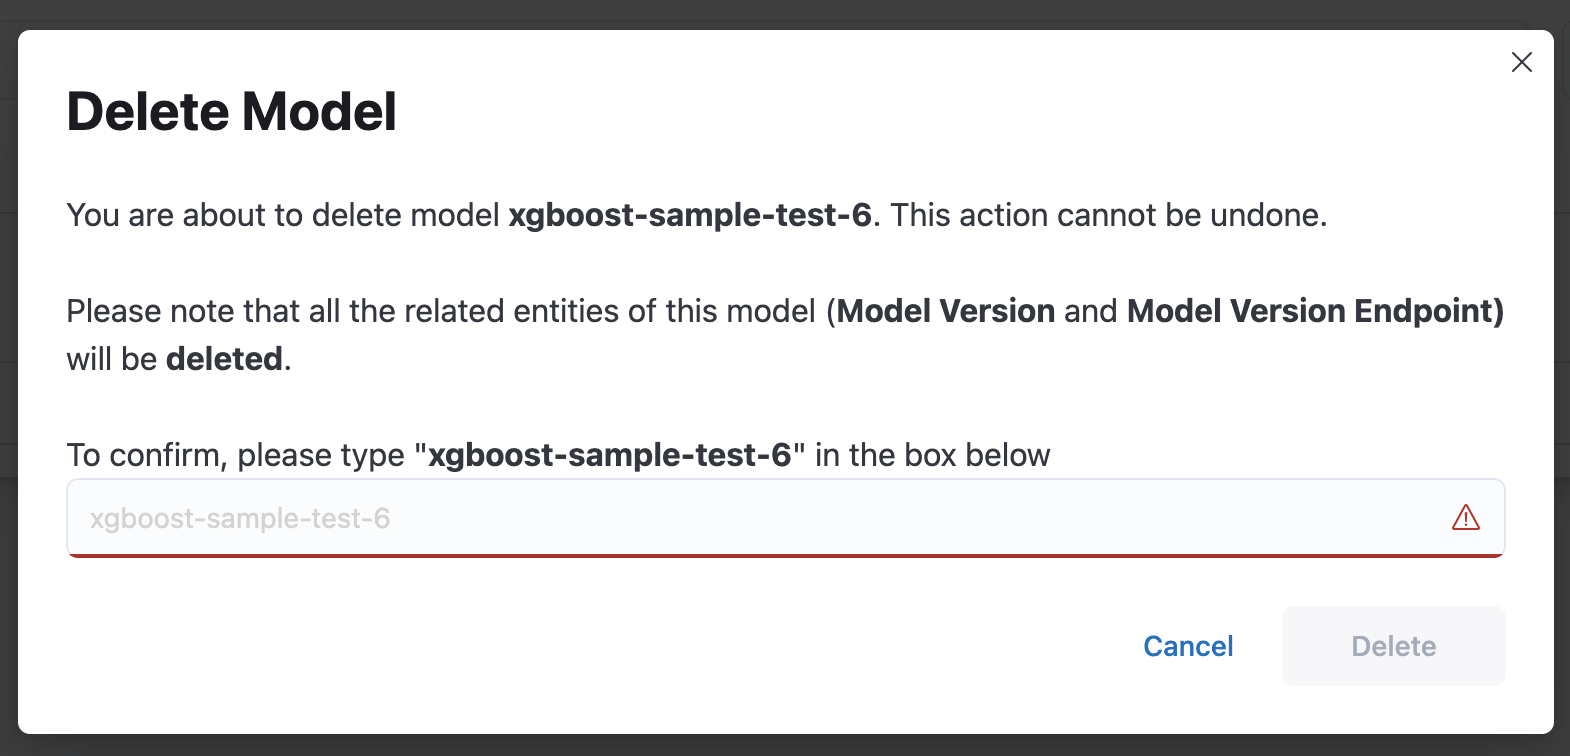 Delete Model
You are about to delete model xgboost-sample-test-6. This action cannot be undone.
Please note that all the related entities of this model (Model Version and Model Version Endpoint)
will be deleted.
To confirm, please type "xgboost-sample-test-6" in the box below
xgboost-sample-test-6
Cancel
Delete